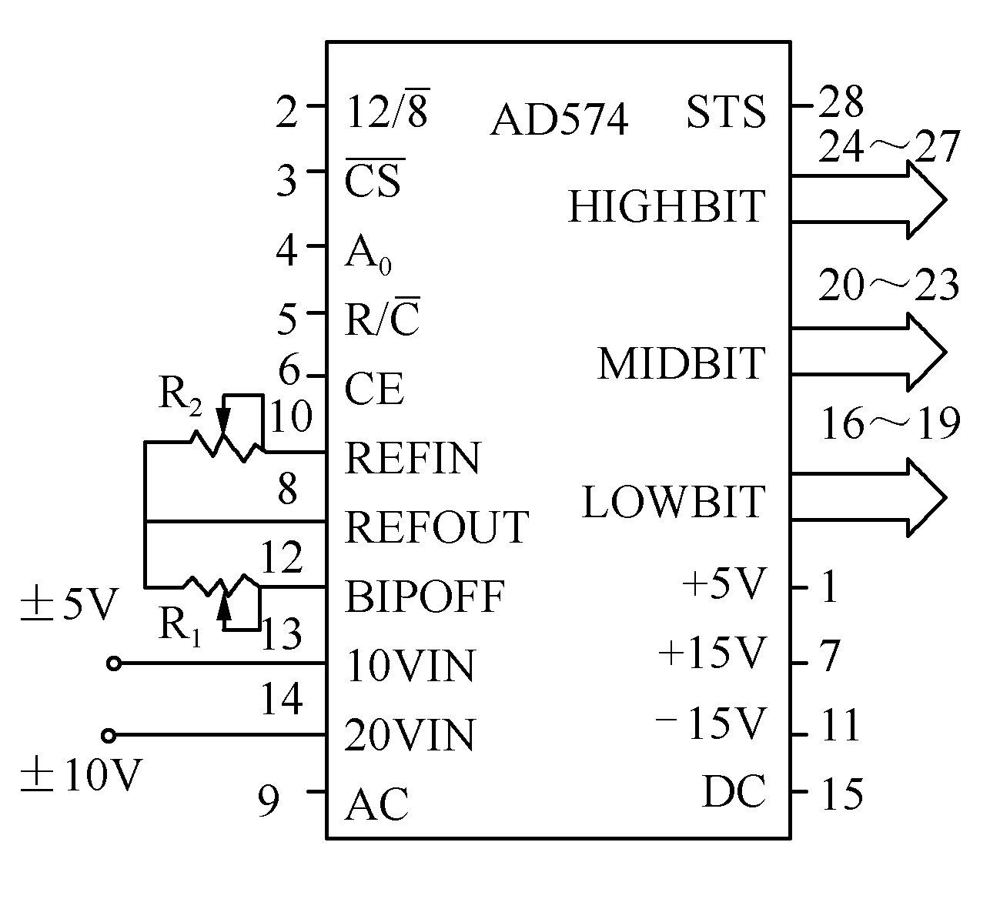 2 12/8̅ AD574 STS 28
24～27
3 C̅S̅ HIGHBIT
4 A₀
20～23
5 R/C̅
MIDBIT
6 CE
R₂ 10 16～19
REFIN
8 LOWBIT
REFOUT
12 +5V 1
±5V BIPOFF
R₁ 13 +15V 7
10VIN
14 -15V 11
20VIN
±10V DC 15
9 AC